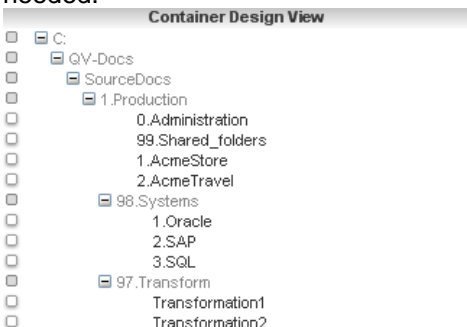 needed.
Container Design View
C:
QV-Docs
SourceDocs
1.Production
0.Administration
99.Shared_folders
1.AcmeStore
2.AcmeTravel
98.Systems
1.Oracle
2.SAP
3.SQL
97.Transform
Transformation1
Transformation2